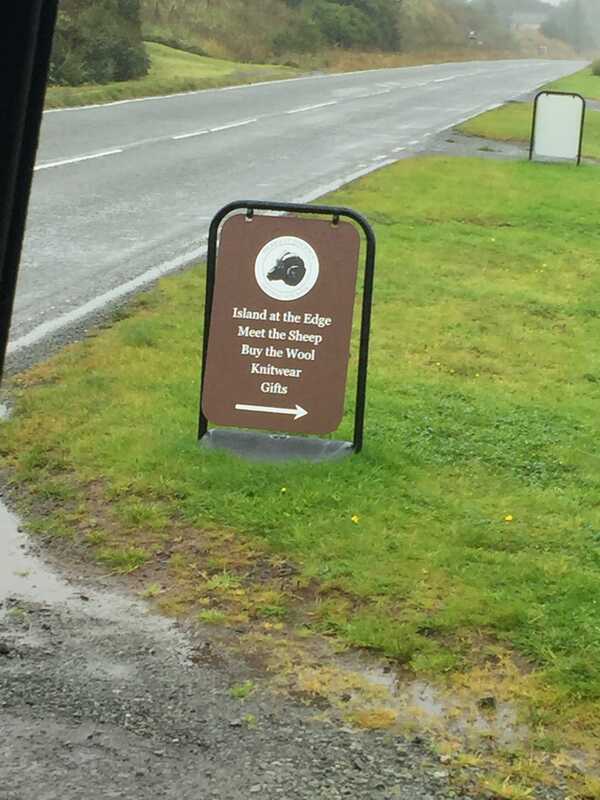 Island at the Edge
Meet the Sheep
Buy the Wool
Knitwear
Gifts